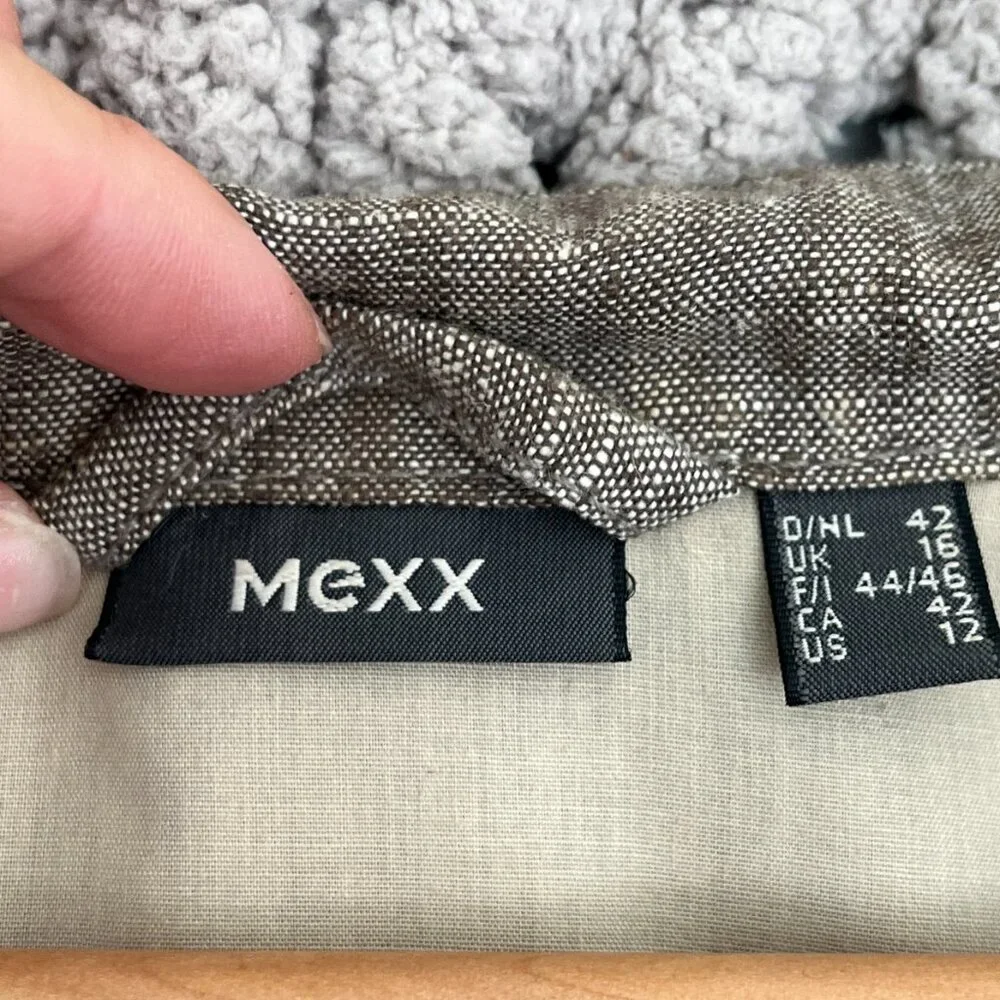 MeXX
D/NL 42
UK 16
F/I 44/46
CA 42
US 12